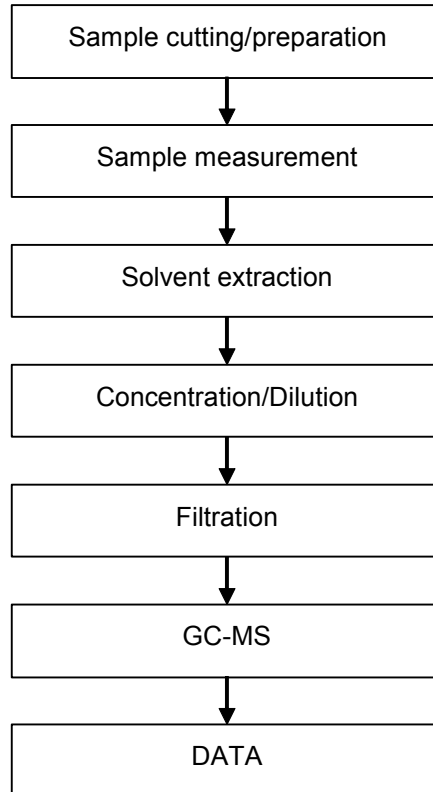 Sample cutting/preparation
Sample measurement
Solvent extraction
Concentration/Dilution
Filtration
GC-MS
DATA